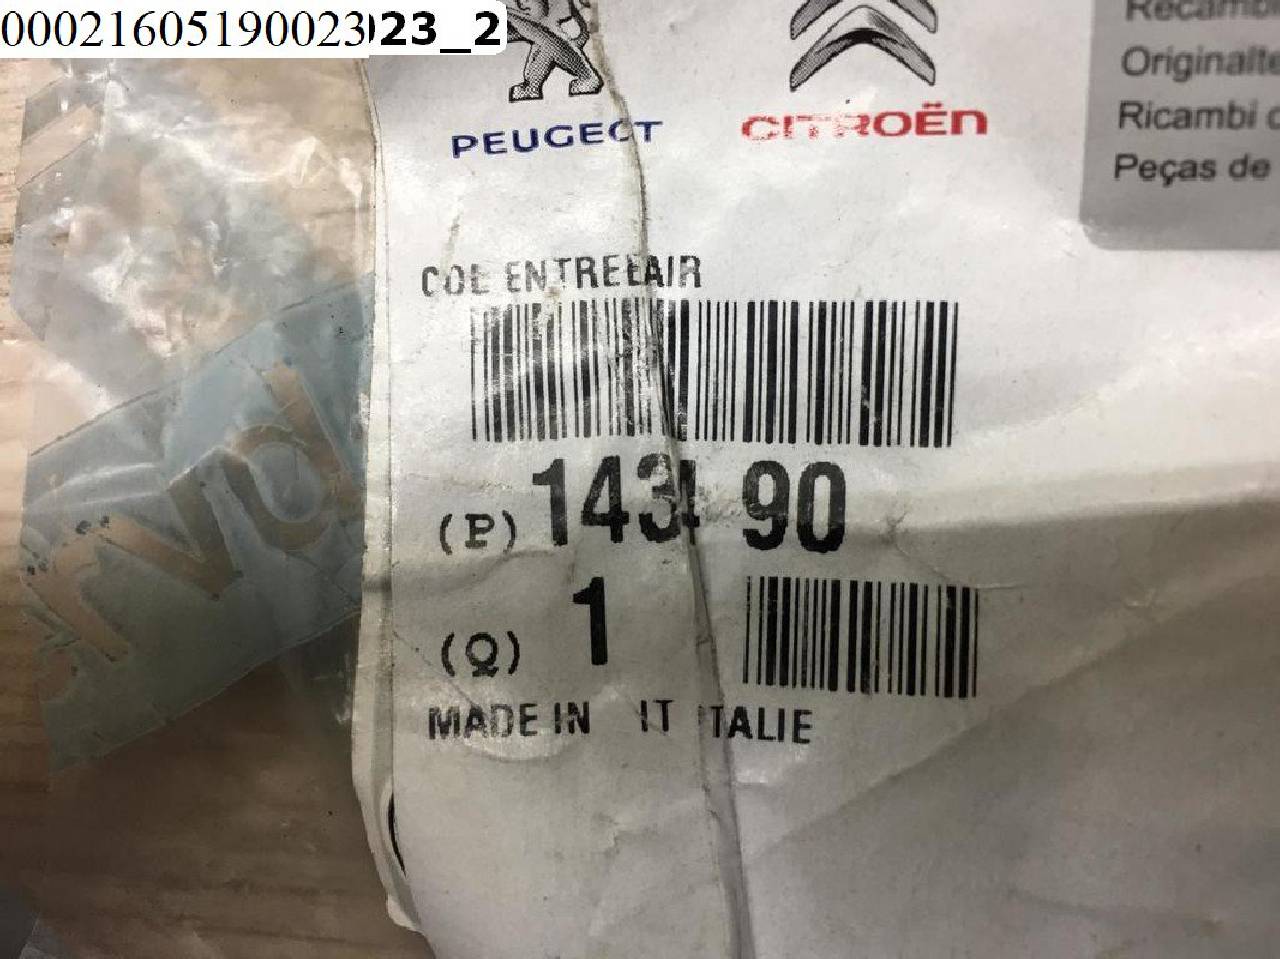 00021605190023023_2
PEUGEOT
CITROËN
Originalte
Ricambi
Peças de
COL ENTREE AIR
(P) 1434 90
(Q) 1
MADE IN IT ITALIE